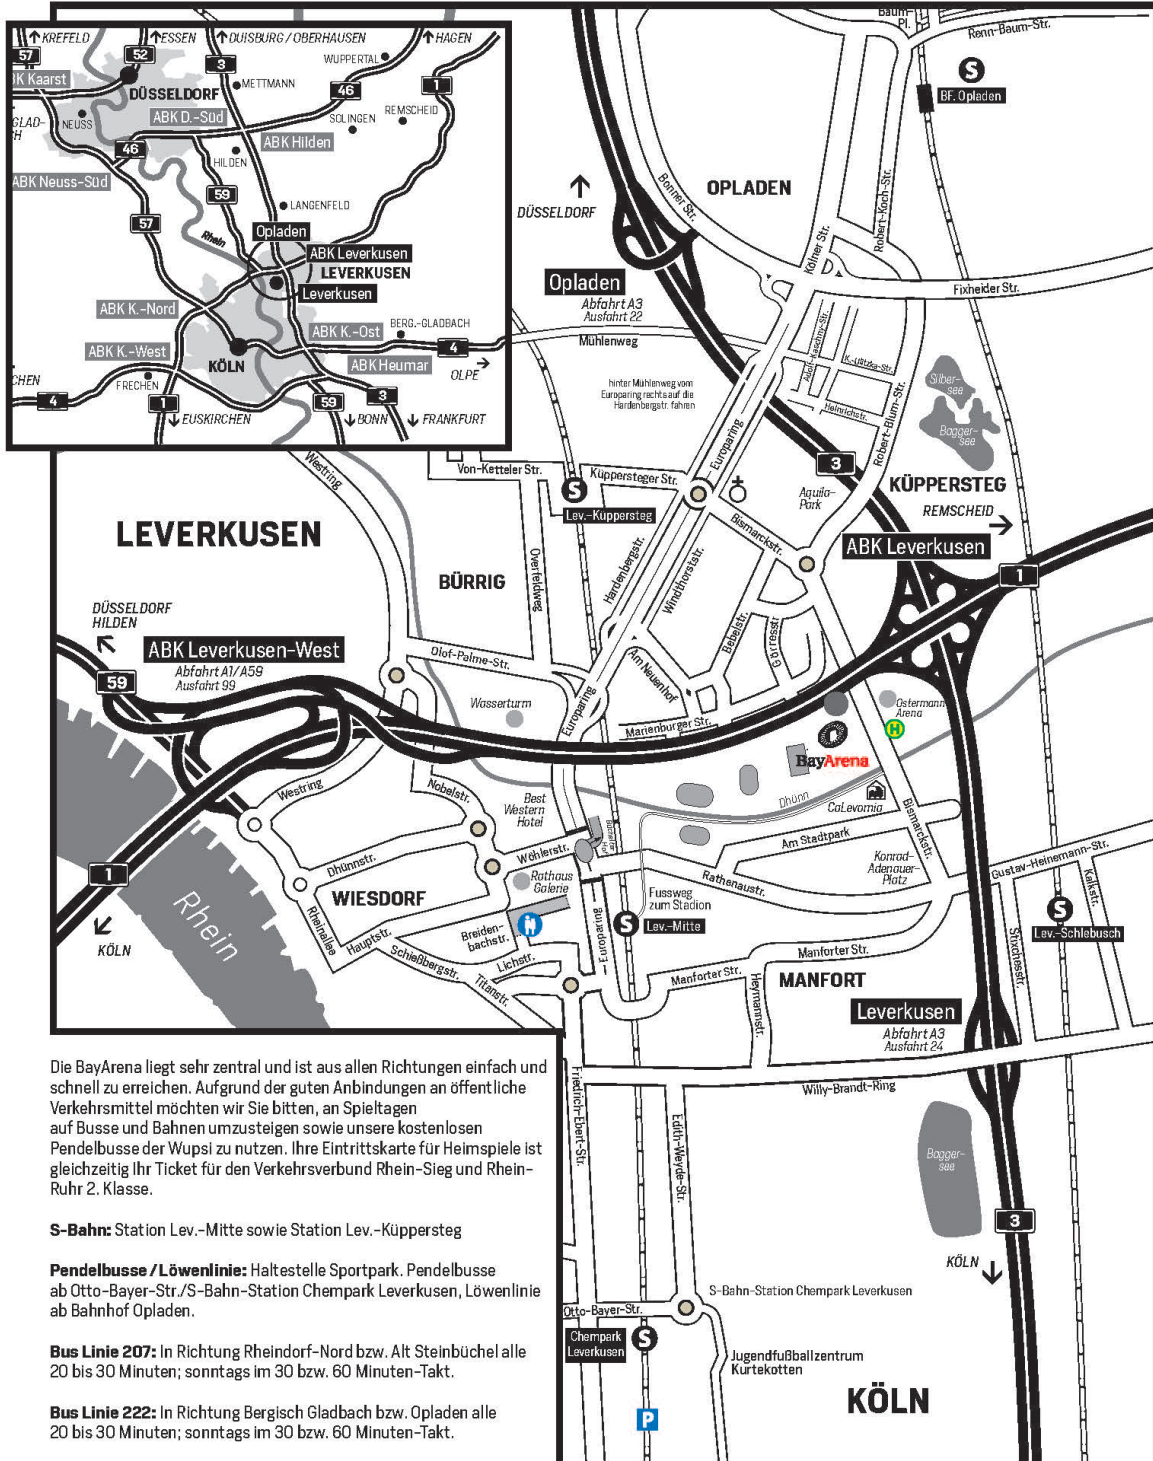 KREFELD
ESSEN
DUISBURG / OBERHAUSEN
HAGEN
57
52
3
WUPPERTAL
BK Kaarst
METTMANN
1
DÜSSELDORF
46
GLAD-
NEUSS
ABK D.-Süd
SOLINGEN
REMSCHEID
46
ABK Hilden
HILDEN
ABK Neuss-Süd
59
57
LANGENFELD
Opladen
Rhein
ABK Leverkusen
LEVERKUSEN
Leverkusen
ABK K.-Nord
ABK K.-Ost
BERG.-GLADBACH
ABK K.-West
KÖLN
4
ABK Heumar
OLPE
CHEN
FRECHEN
4
1
59
3
EUSKIRCHEN
BONN
FRANKFURT
Baum-
Pl.
Renn-Baum-Str.
S
BF. Opladen
OPLADEN
Bonner Str.
DÜSSELDORF
Robert-Koch-Str.
Kölner Str.
Opladen
Abfahrt A3
Ausfahrt 22
Fixheider Str.
Mühlenweg
Adolf-Kaschny-Str.
hinter Mühlenweg vom
Europaring rechts auf die
Hardenbergstr. fahren
Heinrichstr.
Silber-
see
Bagger-
see
Europaring
Robert-Blum-Str.
Westring
Von-Ketteler Str.
S
Küppersteger Str.
3
KÜPPERSTEG
Lev.-Küppersteg
Aquila-
Park
REMSCHEID
LEVERKUSEN
Bismarckstr.
ABK Leverkusen
BÜRRIG
Overfeldweg
Hardenbergstr.
Windthorststr.
1
DÜSSELDORF
HILDEN
Bebelstr.
Görresstr.
ABK Leverkusen-West
Abfahrt A1/A59
Ausfahrt 99
59
Olof-Palme-Str.
Am Neuenhof
Wasserturm
Europaring
Marienburger Str.
Ostermann
Arena
H
BayArena
Westring
Nobelstr.
Best
Western
Hotel
Dhünn
CaLevornia
Bismarckstr.
Am Stadtpark
Wöhlerstr.
Dhünnstr.
Konrad-
Adenauer-
Platz
Gustav-Heinemann-Str.
1
Rathaus
Galerie
Rathenaustr.
Kalkstr.
WIESDORF
Fussweg
zum Stadion
Rhein
Rheinallee
Hauptstr.
Breiden-
bachstr.
Europaring
S
Lev.-Mitte
S
Lev.-Schlebusch
KÖLN
Schießbergstr.
Lichstr.
Titanstr.
Manforter Str.
Manforter Str.
Stixchesstr.
MANFORT
Heymannstr.
Leverkusen
Abfahrt A3
Ausfahrt 24
Willy-Brandt-Ring
Friedrich-Ebert-Str.
Edith-Weyde-Str.
Bagger-
see
3
KÖLN
S-Bahn-Station Chempark Leverkusen
Otto-Bayer-Str.
Chempark
Leverkusen
S
Jugendfußballzentrum
Kurtekotten
KÖLN
P
Die BayArena liegt sehr zentral und ist aus allen Richtungen einfach und
schnell zu erreichen. Aufgrund der guten Anbindungen an öffentliche
Verkehrsmittel möchten wir Sie bitten, an Spieltagen
auf Busse und Bahnen umzusteigen sowie unsere kostenlosen
Pendelbusse der Wupsi zu nutzen. Ihre Eintrittskarte für Heimspiele ist
gleichzeitig Ihr Ticket für den Verkehrsverbund Rhein-Sieg und Rhein-
Ruhr 2. Klasse.
S-Bahn: Station Lev.-Mitte sowie Station Lev.-Küppersteg
Pendelbusse / Löwenlinie: Haltestelle Sportpark. Pendelbusse
ab Otto-Bayer-Str./S-Bahn-Station Chempark Leverkusen, Löwenlinie
ab Bahnhof Opladen.
Bus Linie 207: In Richtung Rheindorf-Nord bzw. Alt Steinbüchel alle
20 bis 30 Minuten; sonntags im 30 bzw. 60 Minuten-Takt.
Bus Linie 222: In Richtung Bergisch Gladbach bzw. Opladen alle
20 bis 30 Minuten; sonntags im 30 bzw. 60 Minuten-Takt.